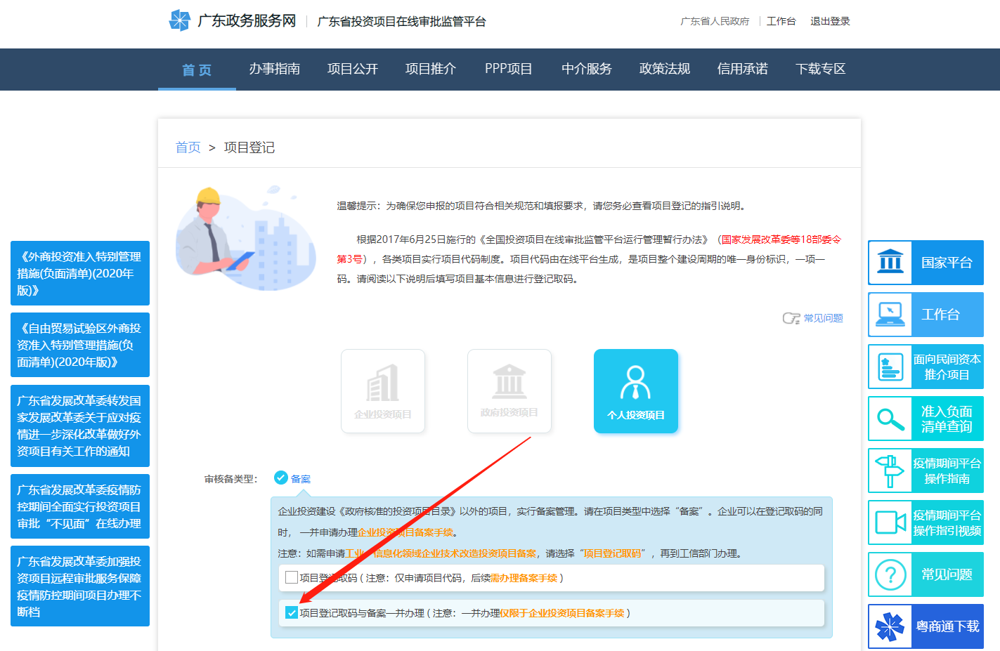 广东政务服务网 广东省投资项目在线审批监管平台
广东省人民政府 工作台 退出登录
首 页 办事指南 项目公开 项目推介 PPP项目 中介服务 政策法规 信用承诺 下载专区
首页 > 项目登记
温馨提示：为确保您申报的项目符合相关规范和填报要求，请您务必查看项目登记的指引说明。
根据2017年6月25日施行的《全国投资项目在线审批监管平台运行管理暂行办法》（国家发展改革委等18部委令
第3号），各类项目实行项目代码制度。项目代码由在线平台生成，是项目整个建设周期的唯一身份标识，一项一
码。请阅读以下说明后填写项目基本信息进行登记取码。
常见问题
企业投资项目 政府投资项目 个人投资项目
审核备类型： 备案
企业投资建设《政府核准的投资项目目录》以外的项目，实行备案管理。请在项目类型中选择“备案”。企业可以在登记取码的同
时，一并申请办理企业投资项目备案手续。
注意：如需申请工业、信息化领域企业技术改造投资项目备案，请选择“项目登记取码”，再到工信部门办理。
项目登记取码 ( 注意：仅申请项目代码，后续需办理备案手续 )
项目登记取码与备案一并办理 ( 注意：一并办理仅限于企业投资项目备案手续 )
《外商投资准入特别管理
措施(负面清单)(2020年
版)》
《自由贸易试验区外商投
资准入特别管理措施(负
面清单)(2020年版)》
广东省发展改革委转发国
家发展改革委关于应对疫
情进一步深化改革做好外
资项目有关工作的通知
广东省发展改革委疫情防
控期间全面实行投资项目
审批“不见面”在线办理
广东省发展改革委加强投
资项目远程审批服务保障
疫情防控期间项目办理不
断档
国家平台
工作台
面向民间资本
推介项目
准入负面
清单查询
疫情期间平台
操作指南
疫情期间平台
操作指引视频
常见问题
粤商通下载